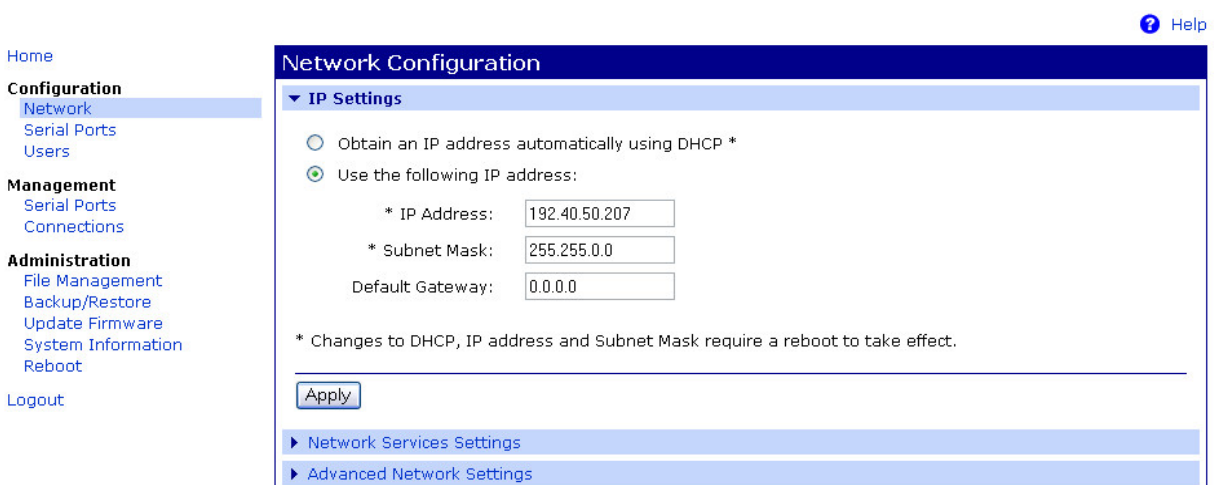 Help
Home
Configuration
Network
Serial Ports
Users
Management
Serial Ports
Connections
Administration
File Management
Backup/Restore
Update Firmware
System Information
Reboot
Logout
Network Configuration
IP Settings
Obtain an IP address automatically using DHCP *
Use the following IP address:
* IP Address: 192.40.50.207
* Subnet Mask: 255.255.0.0
Default Gateway: 0.0.0.0
* Changes to DHCP, IP address and Subnet Mask require a reboot to take effect.
Apply
Network Services Settings
Advanced Network Settings